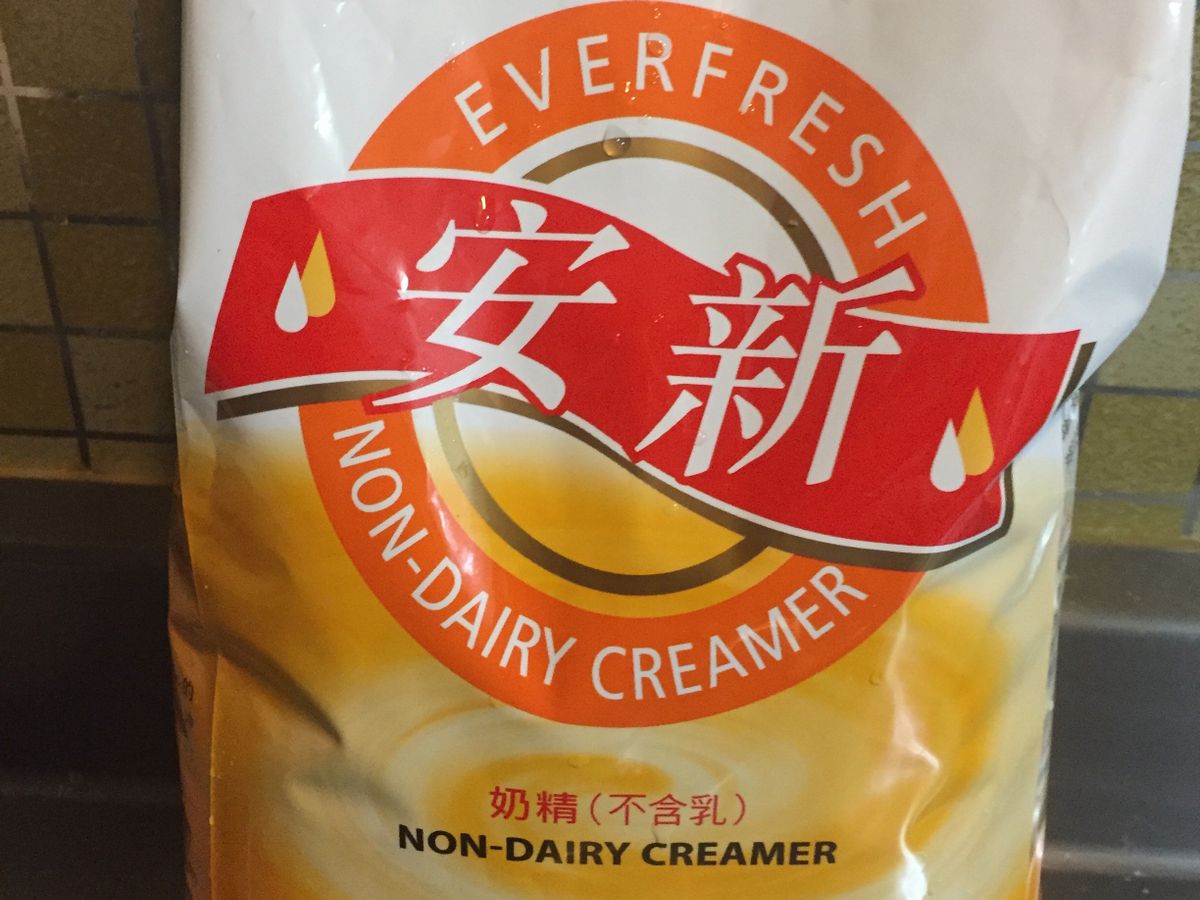 EVERFRESH
安新
NON-DAIRY CREAMER
奶精(不含乳)
NON-DAIRY CREAMER